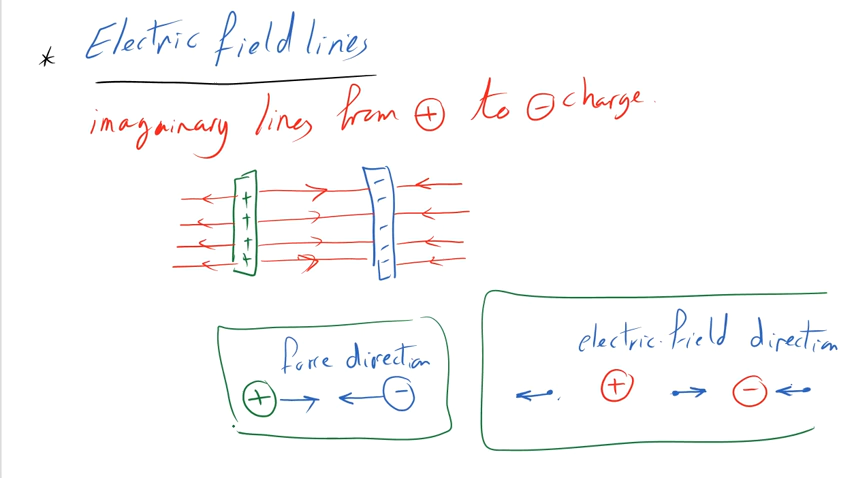 * Electric field lines
imaginary lines from ⊕ to ⊖ charge.
+ -
+ -
+ -
+ -
-
force direction
+ -
electric field direction
+ -